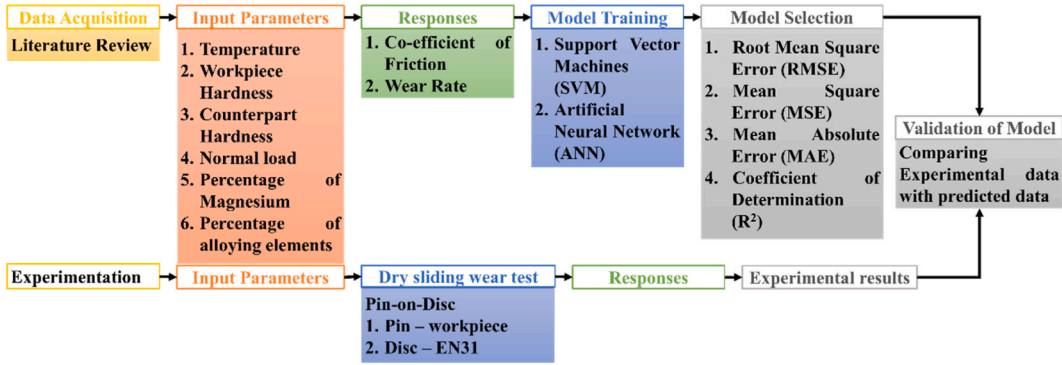 Data Acquisition
Literature Review
Input Parameters
1. Temperature
2. Workpiece
Hardness
3. Counterpart
Hardness
4. Normal load
5. Percentage of
Magnesium
6. Percentage of
alloying elements
Responses
1. Co-efficient of
Friction
2. Wear Rate
Model Training
1. Support Vector
Machines
(SVM)
2. Artificial
Neural Network
(ANN)
Model Selection
1. Root Mean Square
Error (RMSE)
2. Mean Square
Error (MSE)
3. Mean Absolute
Error (MAE)
4. Coefficient of
Determination
(R²)
Validation of Model
Comparing
Experimental data
with predicted data
Experimentation
Input Parameters
Dry sliding wear test
Pin-on-Disc
1. Pin – workpiece
2. Disc – EN31
Responses
Experimental results